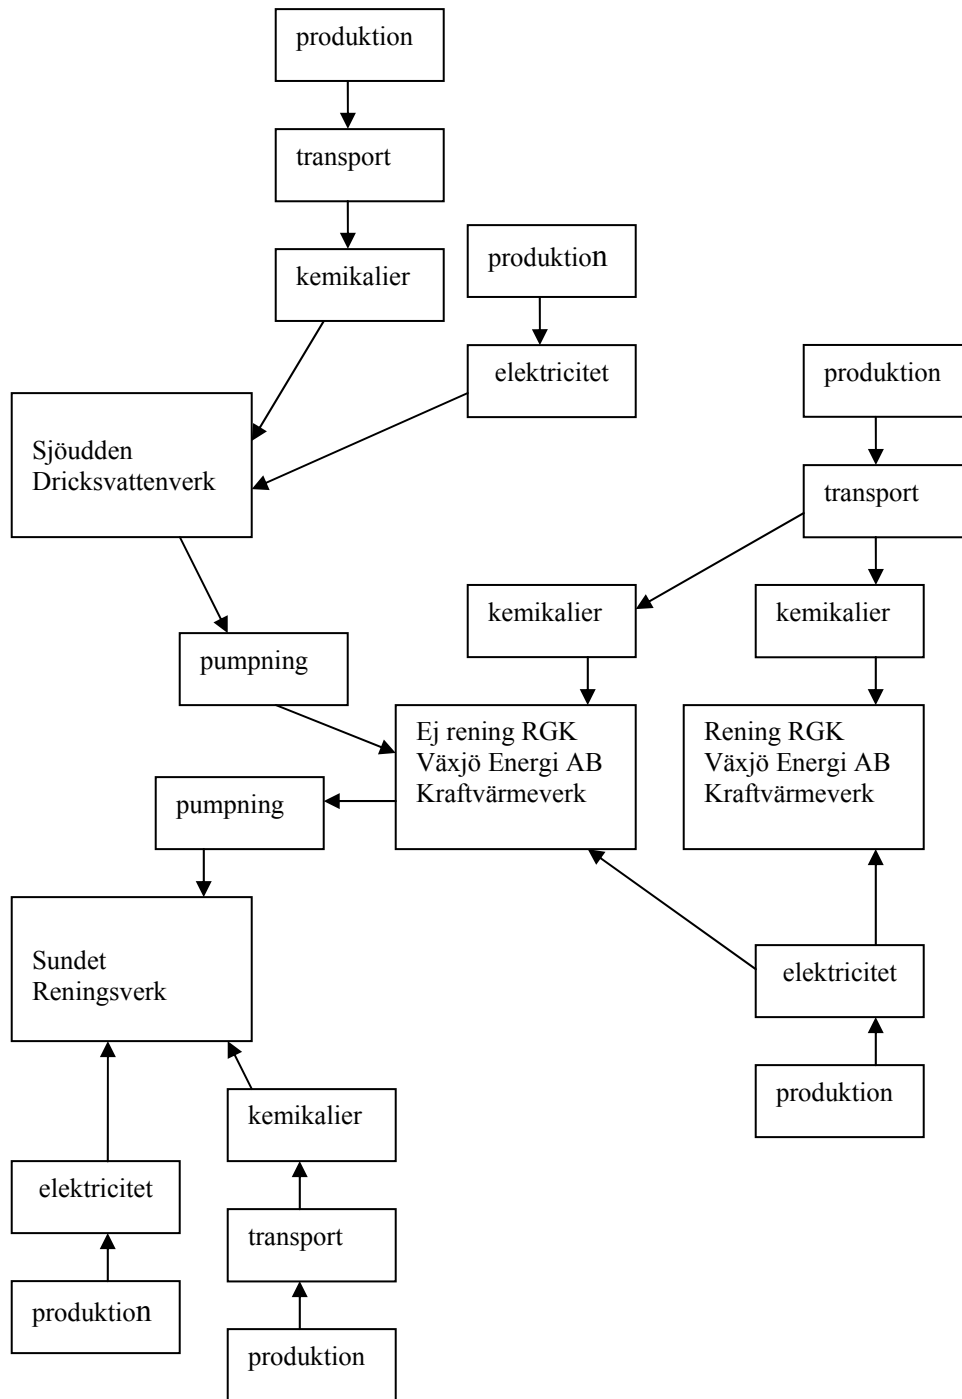 produktion
transport
kemikalier
produktion
elektricitet
produktion
Sjöudden
Dricksvattenverk
transport
kemikalier
kemikalier
pumpning
Ej rening RGK
Växjö Energi AB
Kraftvärmeverk
Rening RGK
Växjö Energi AB
Kraftvärmeverk
pumpning
Sundet
Reningsverk
elektricitet
produktion
kemikalier
elektricitet
transport
produktion
produktion